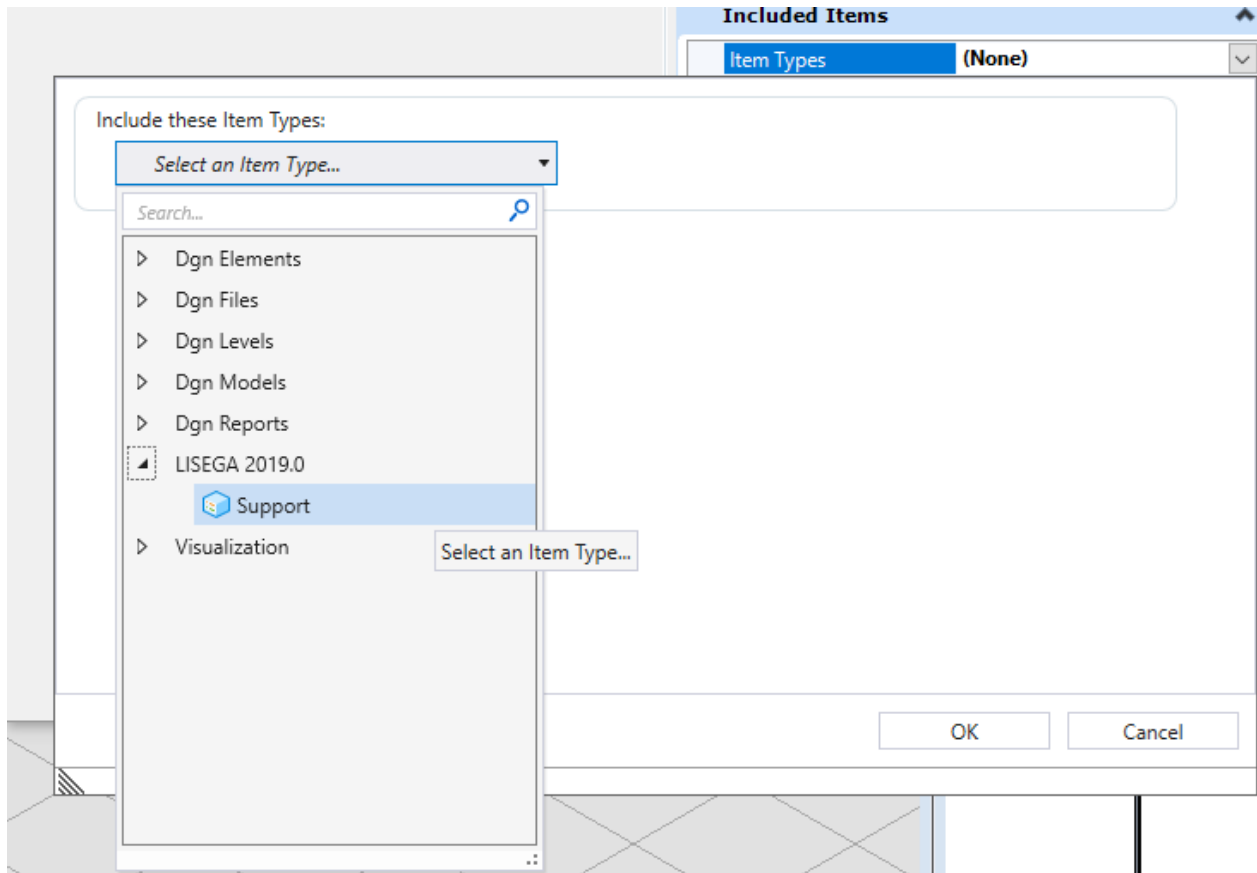 Included Items
Item Types (None)
Include these Item Types:
Select an Item Type...
Search...
Dgn Elements
Dgn Files
Dgn Levels
Dgn Models
Dgn Reports
LISEGA 2019.0
Support
Visualization
Select an Item Type...
OK Cancel